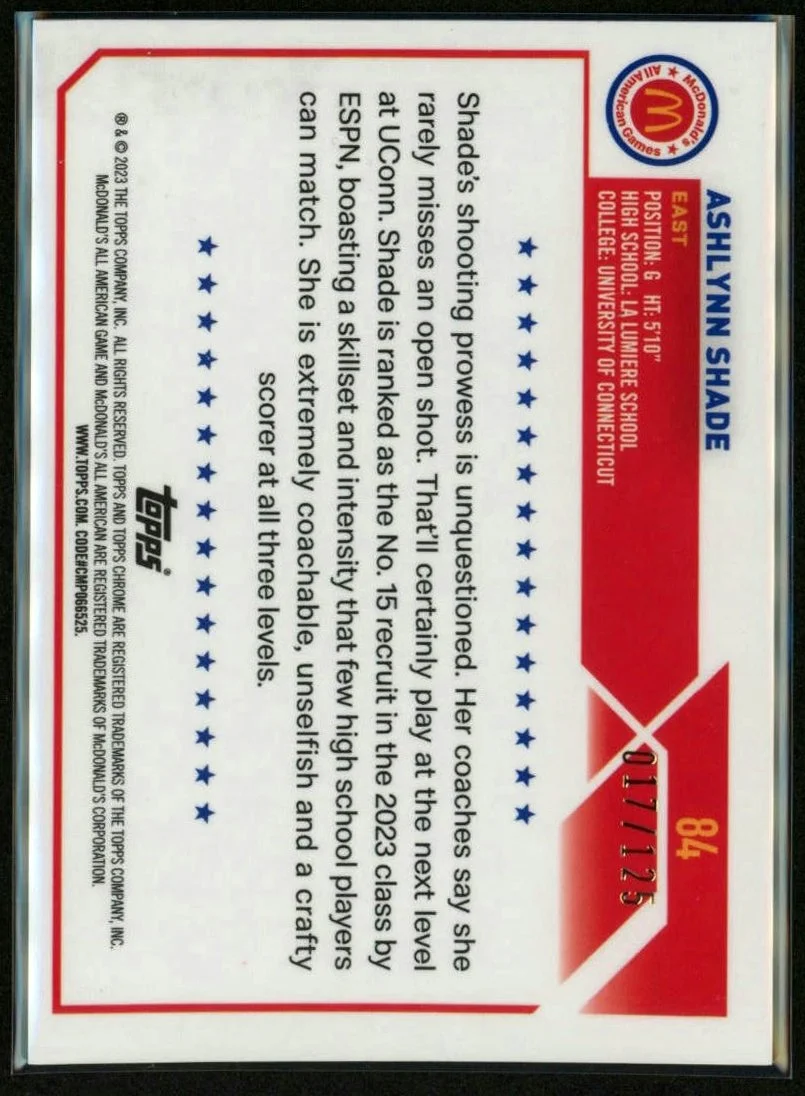 McDonald's
All American Games
ASHLYNN SHADE
EAST
POSITION: G HT: 5'10"
HIGH SCHOOL: LA LUMIERE SCHOOL
COLLEGE: UNIVERSITY OF CONNECTICUT
84
017/125
Shade's shooting prowess is unquestioned. Her coaches say she
rarely misses an open shot. That'll certainly play at the next level
at UConn. Shade is ranked as the No. 15 recruit in the 2023 class by
ESPN, boasting a skillset and intensity that few high school players
can match. She is extremely coachable, unselfish and a crafty
scorer at all three levels.
topps®
® & © 2023 THE TOPPS COMPANY, INC. ALL RIGHTS RESERVED. TOPPS AND TOPPS CHROME ARE REGISTERED TRADEMARKS OF THE TOPPS COMPANY, INC.
McDONALD'S ALL AMERICAN GAME AND McDONALD'S ALL AMERICAN ARE REGISTERED TRADEMARKS OF McDONALD'S CORPORATION.
WWW.TOPPS.COM. CODE#CMP066525.